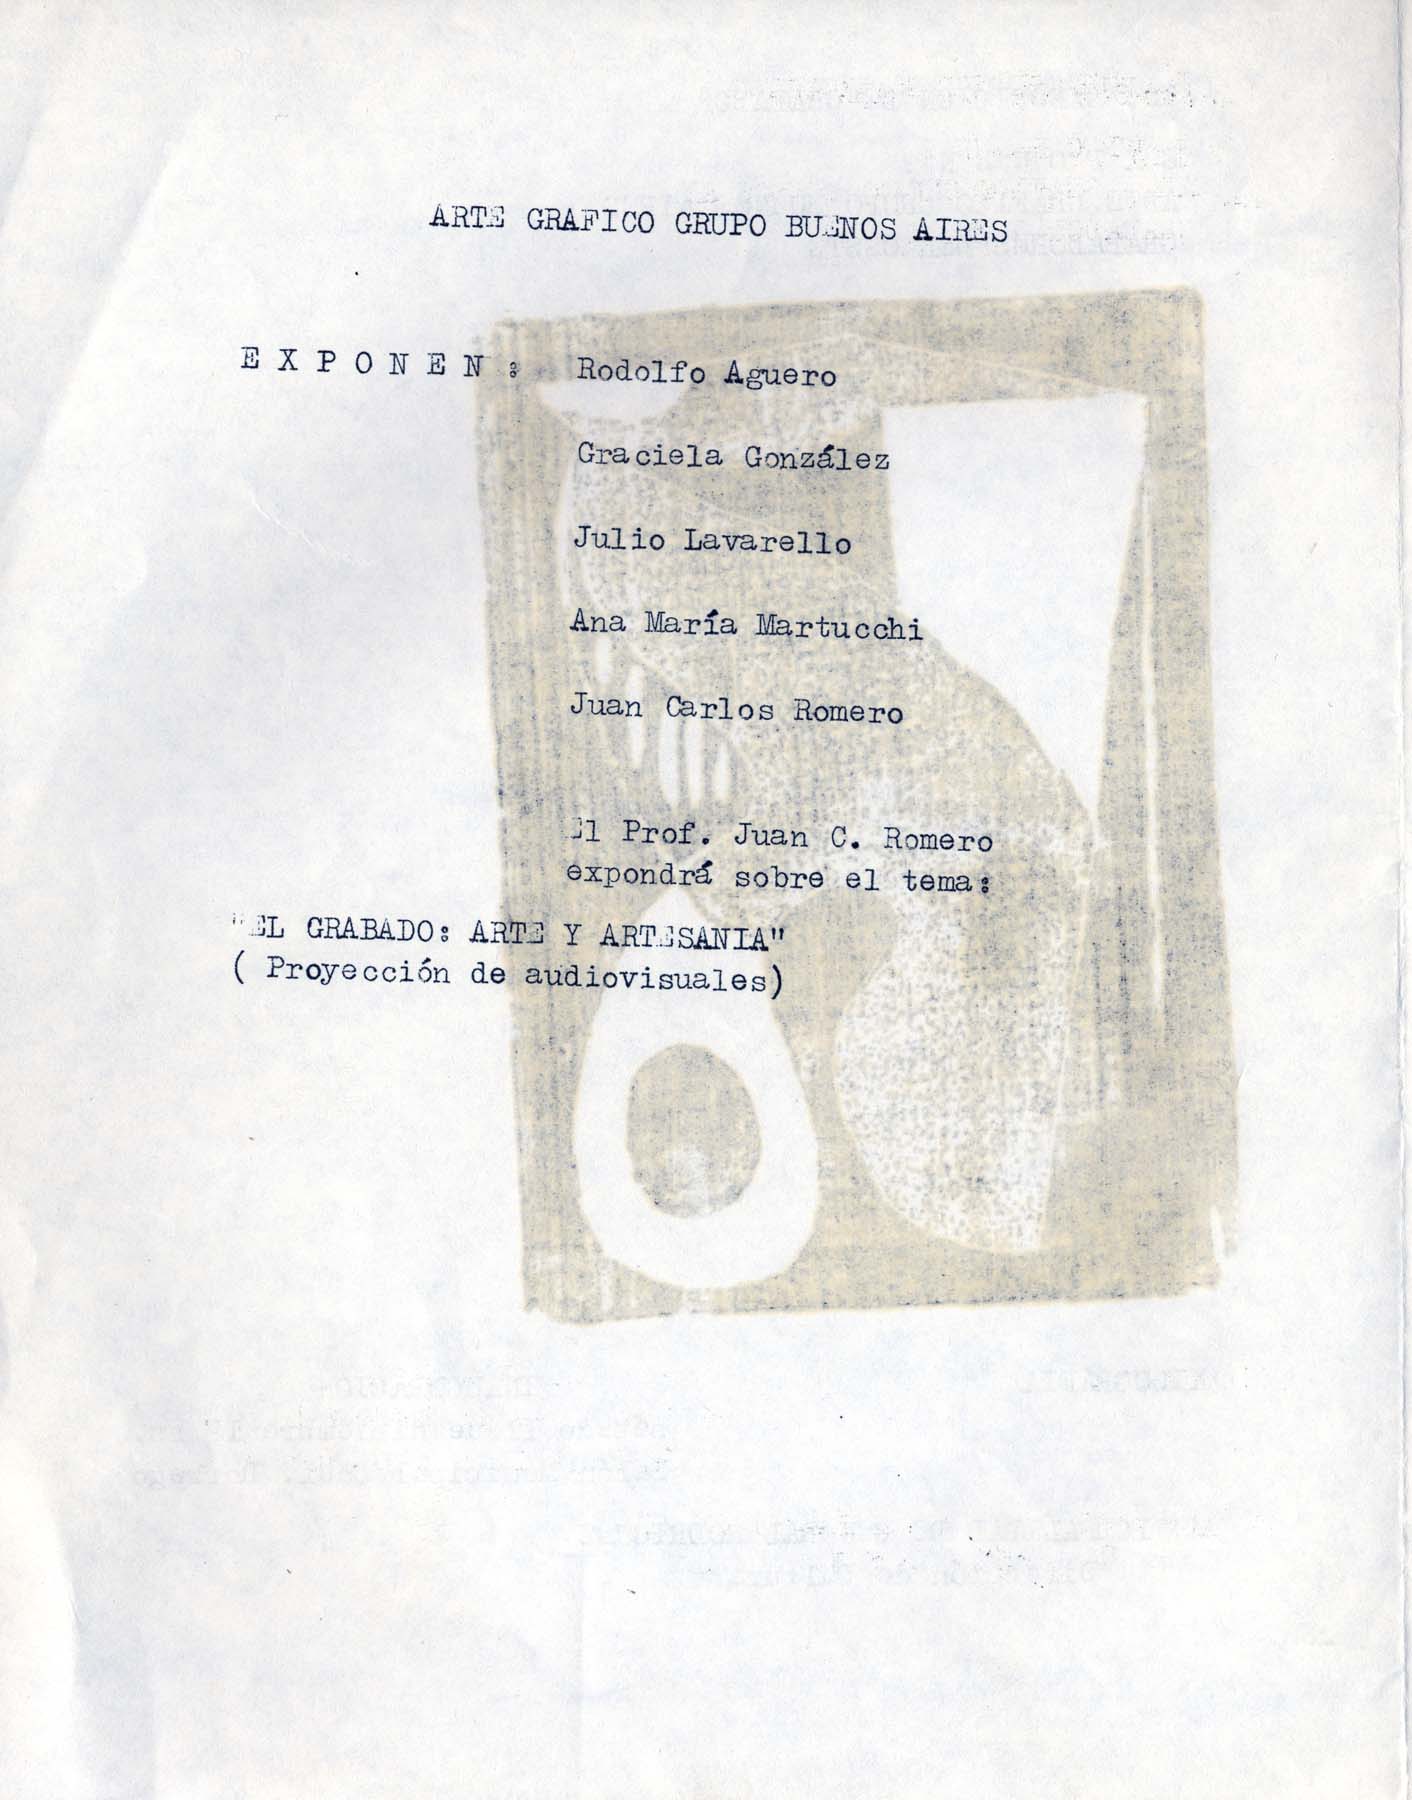 ARTE GRAFICO GRUPO BUENOS AIRES
E X P O N E N : Rodolfo Aguero
Graciela González
Julio Lavarello
Ana María Martucchi
Juan Carlos Romero
El Prof. Juan C. Romero
expondrá sobre el tema:
"EL GRABADO: ARTE Y ARTESANIA"
( Proyección de audiovisuales)